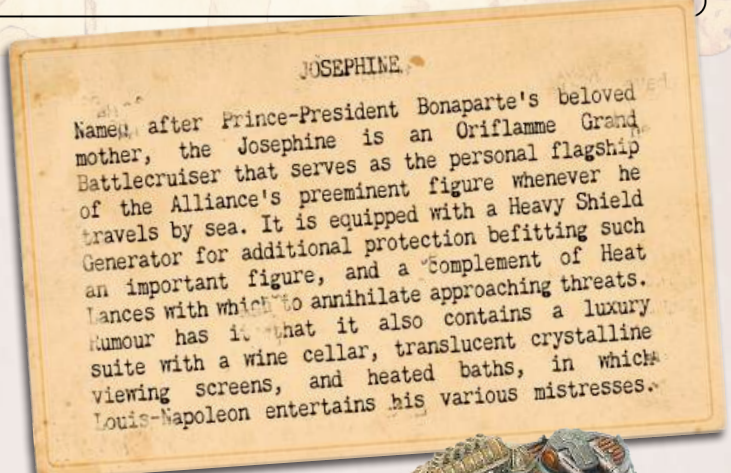 JOSEPHINE
Named after Prince-President Bonaparte's beloved
mother, the Josephine is an Oriflamme Grand
Battlecruiser that serves as the personal flagship
of the Alliance's preeminent figure whenever he
travels by sea. It is equipped with a Heavy Shield
Generator for additional protection befitting such
an important figure, and a complement of Heat
Lances with which to annihilate approaching threats.
Rumour has it that it also contains a luxury
suite with a wine cellar, translucent crystalline
viewing screens, and heated baths, in which
Louis-Napoleon entertains his various mistresses.